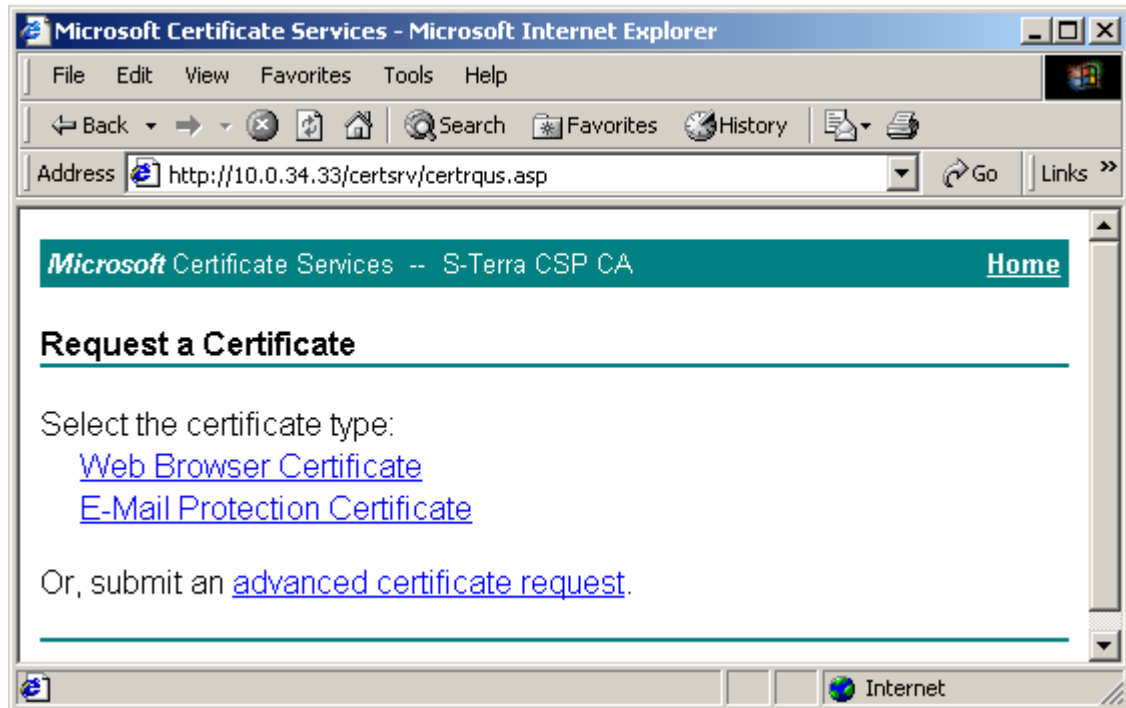 Microsoft Certificate Services - Microsoft Internet Explorer
File Edit View Favorites Tools Help
Back Search Favorites History
Address http://10.0.34.33/certsrv/certrqus.asp Go Links »
Microsoft Certificate Services -- S-Terra CSP CA Home
Request a Certificate
Select the certificate type:
Web Browser Certificate
E-Mail Protection Certificate
Or, submit an advanced certificate request.
Internet